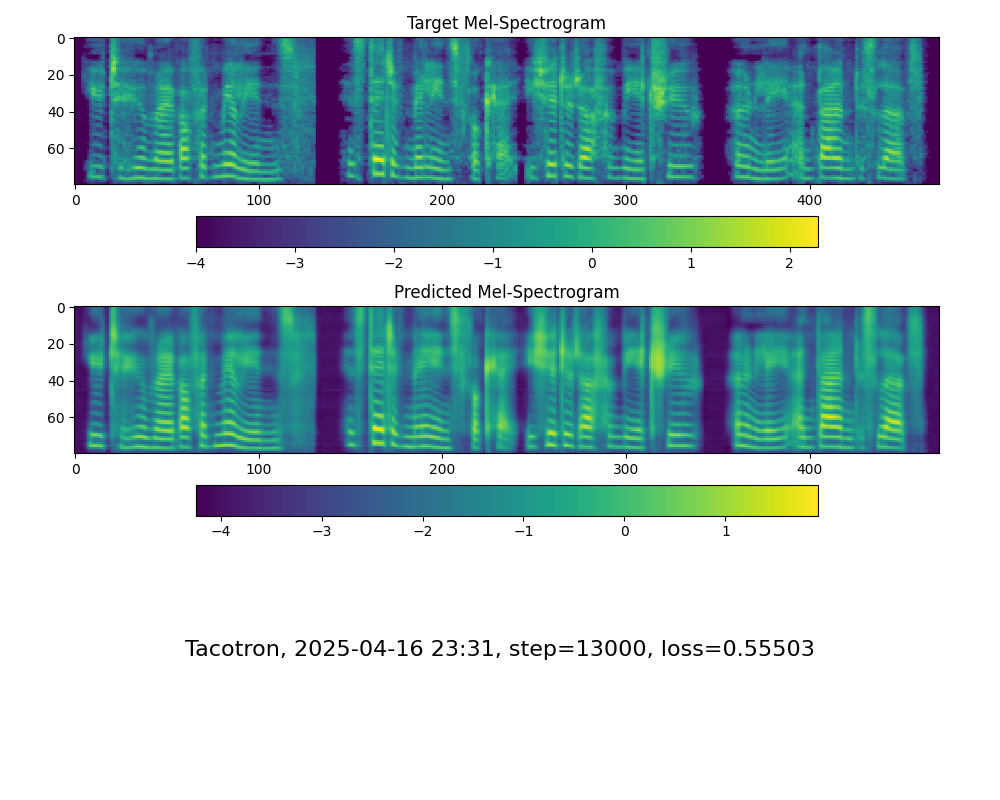 Target Mel-Spectrogram
0
20
40
60
0 100 200 300 400
−4 −3 −2 −1 0 1 2
Predicted Mel-Spectrogram
0
20
40
60
0 100 200 300 400
−4 −3 −2 −1 0 1
Tacotron, 2025-04-16 23:31, step=13000, loss=0.55503